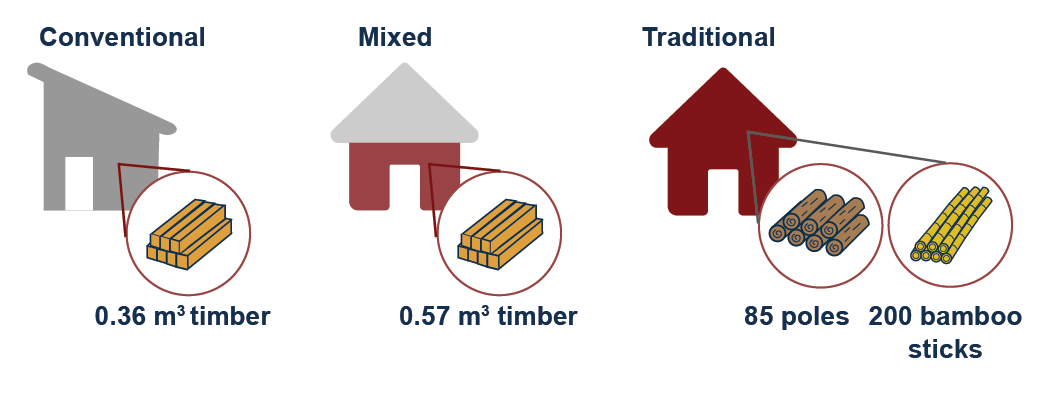 Conventional
Mixed
Traditional
0.36 m³ timber
0.57 m³ timber
85 poles
200 bamboo
sticks